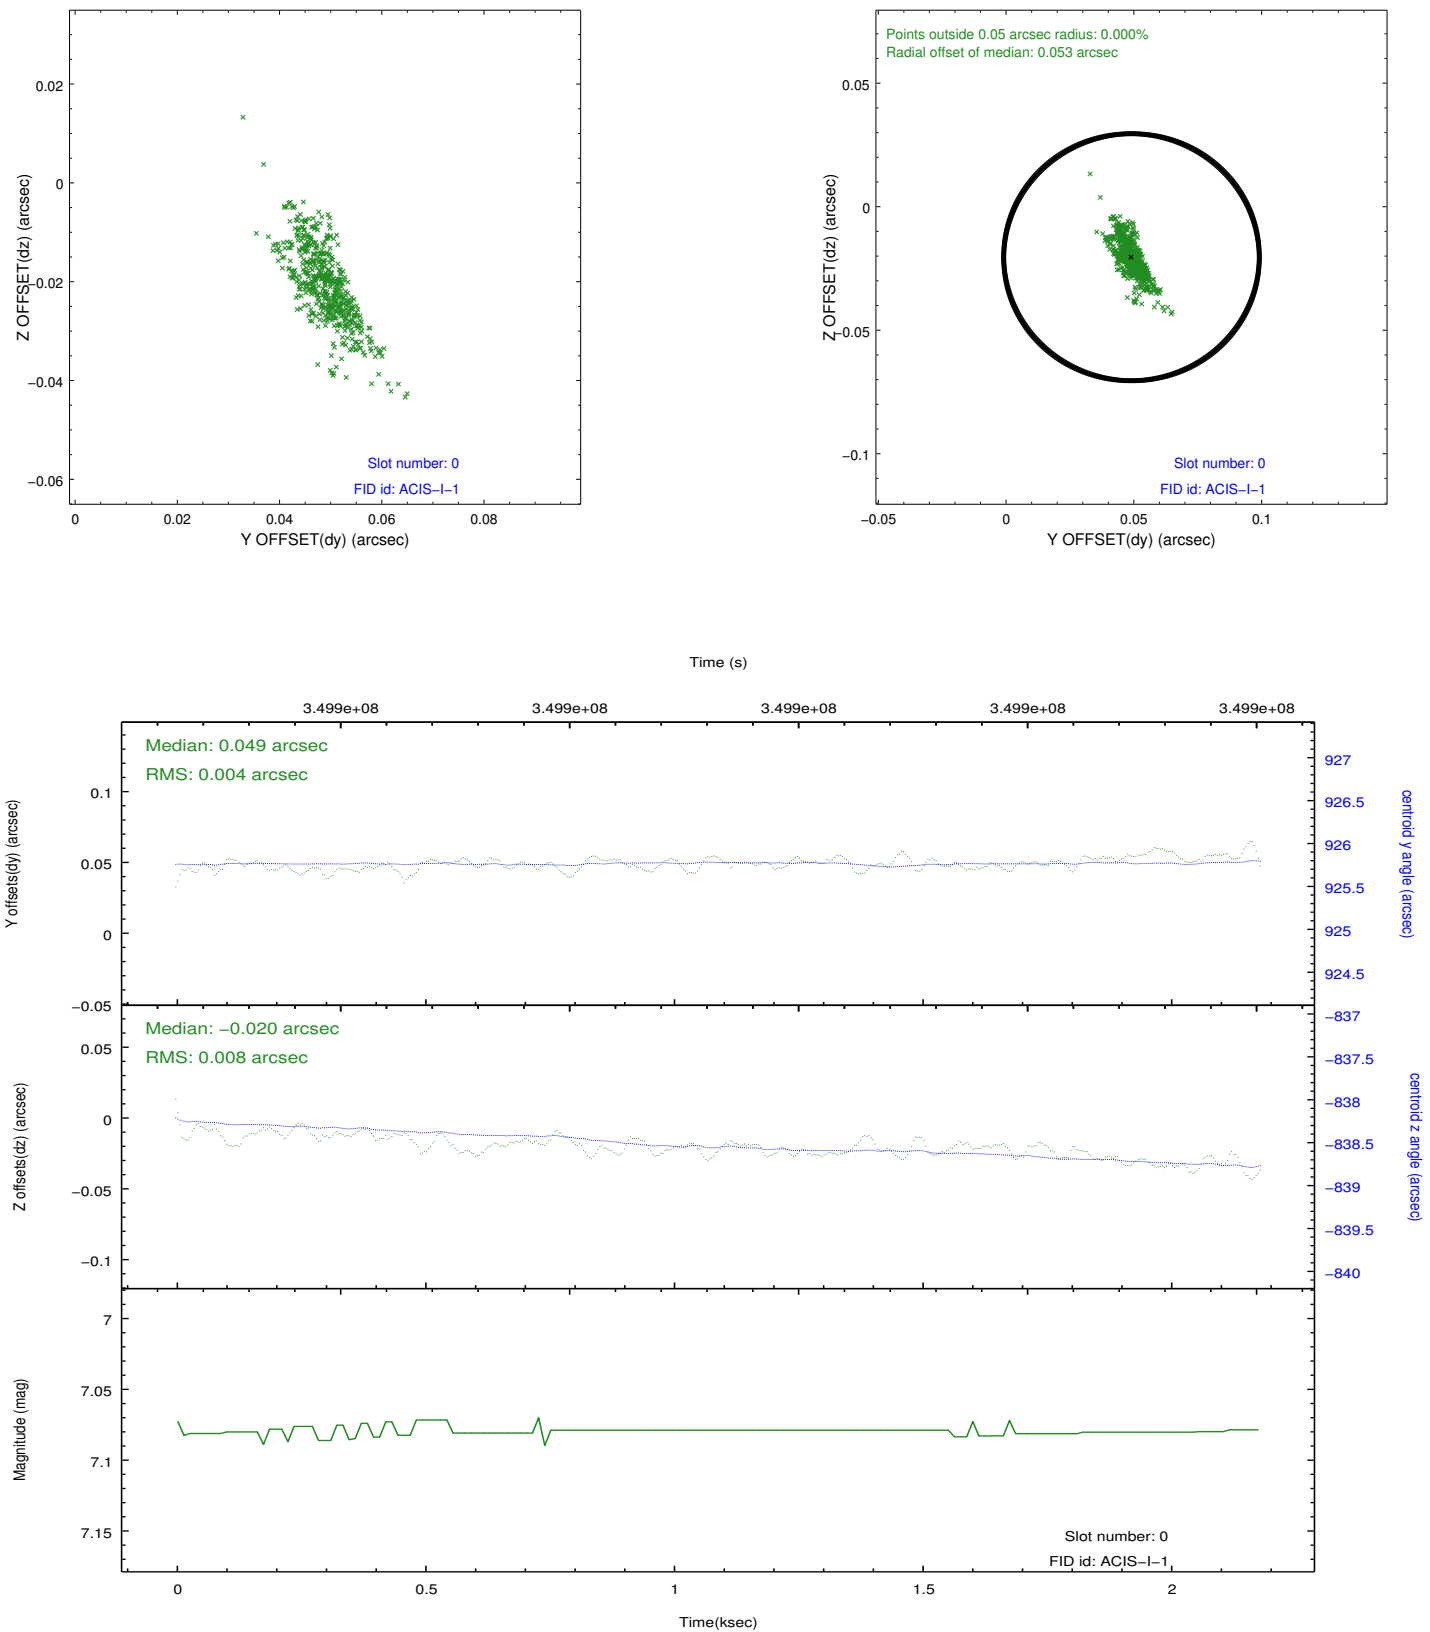 0.02
0
−0.02
−0.04
−0.06
Z OFFSET(dz) (arcsec)
Slot number: 0
FID id: ACIS−I−1
0
0.02
0.04
0.06
0.08
Y OFFSET(dy) (arcsec)
Points outside 0.05 arcsec radius: 0.000%
Radial offset of median: 0.053 arcsec
0.05
0
−0.05
−0.1
Z OFFSET(dz) (arcsec)
Slot number: 0
FID id: ACIS−I−1
−0.05
0
0.05
0.1
Y OFFSET(dy) (arcsec)
Time (s)
3.499e+08
3.499e+08
3.499e+08
3.499e+08
3.499e+08
Median: 0.049 arcsec
RMS: 0.004 arcsec
0.1
0.05
0
−0.05
Y offsets(dy) (arcsec)
927
926.5
926
925.5
925
924.5
centroid y angle (arcsec)
Median: −0.020 arcsec
RMS: 0.008 arcsec
0.05
0
−0.05
−0.1
Z offsets(dz) (arcsec)
−837
−837.5
−838
−838.5
−839
−839.5
−840
centroid z angle (arcsec)
7
7.05
7.1
7.15
Magnitude (mag)
Slot number: 0
FID id: ACIS−I−1
0
0.5
1
1.5
2
Time(ksec)